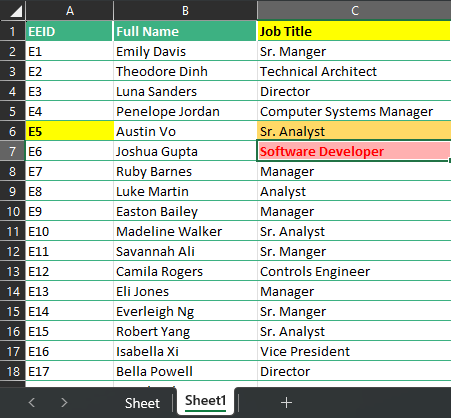 A B C
1 EEID Full Name Job Title
2 E1 Emily Davis Sr. Manger
3 E2 Theodore Dinh Technical Architect
4 E3 Luna Sanders Director
5 E4 Penelope Jordan Computer Systems Manager
6 E5 Austin Vo Sr. Analyst
7 E6 Joshua Gupta Software Developer
8 E7 Ruby Barnes Manager
9 E8 Luke Martin Analyst
10 E9 Easton Bailey Manager
11 E10 Madeline Walker Sr. Analyst
12 E11 Savannah Ali Sr. Manger
13 E12 Camila Rogers Controls Engineer
14 E13 Eli Jones Manager
15 E14 Everleigh Ng Sr. Manger
16 E15 Robert Yang Sr. Analyst
17 E16 Isabella Xi Vice President
18 E17 Bella Powell Director
Sheet Sheet1 +